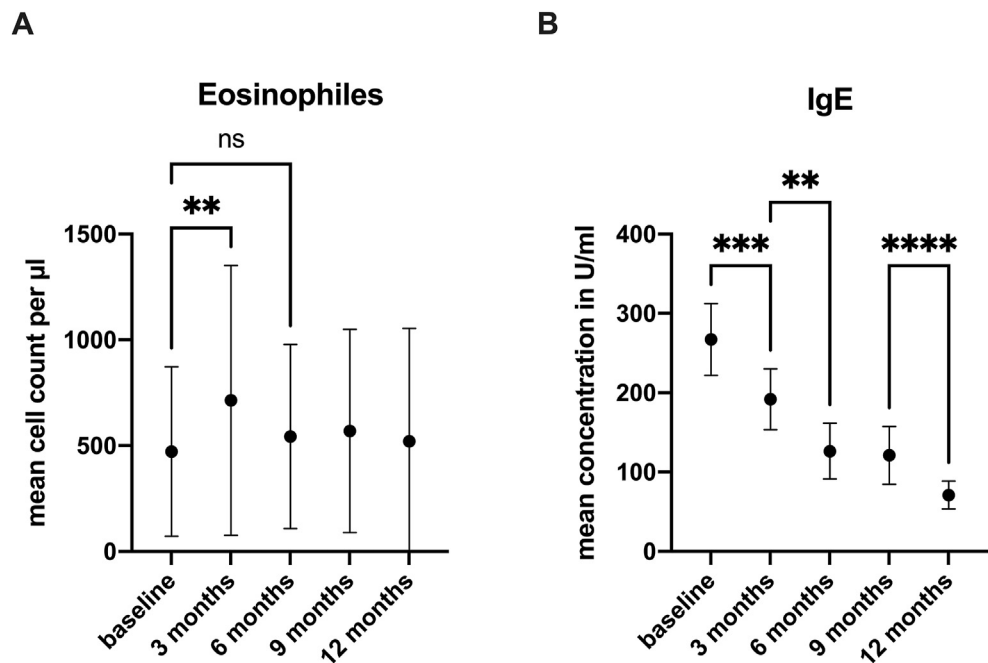 A
Eosinophiles
ns
**
mean cell count per µl
1500
1000
500
0
baseline
3 months
6 months
9 months
12 months
B
IgE
**
***
****
mean concentration in U/ml
400
300
200
100
0
baseline
3 months
6 months
9 months
12 months